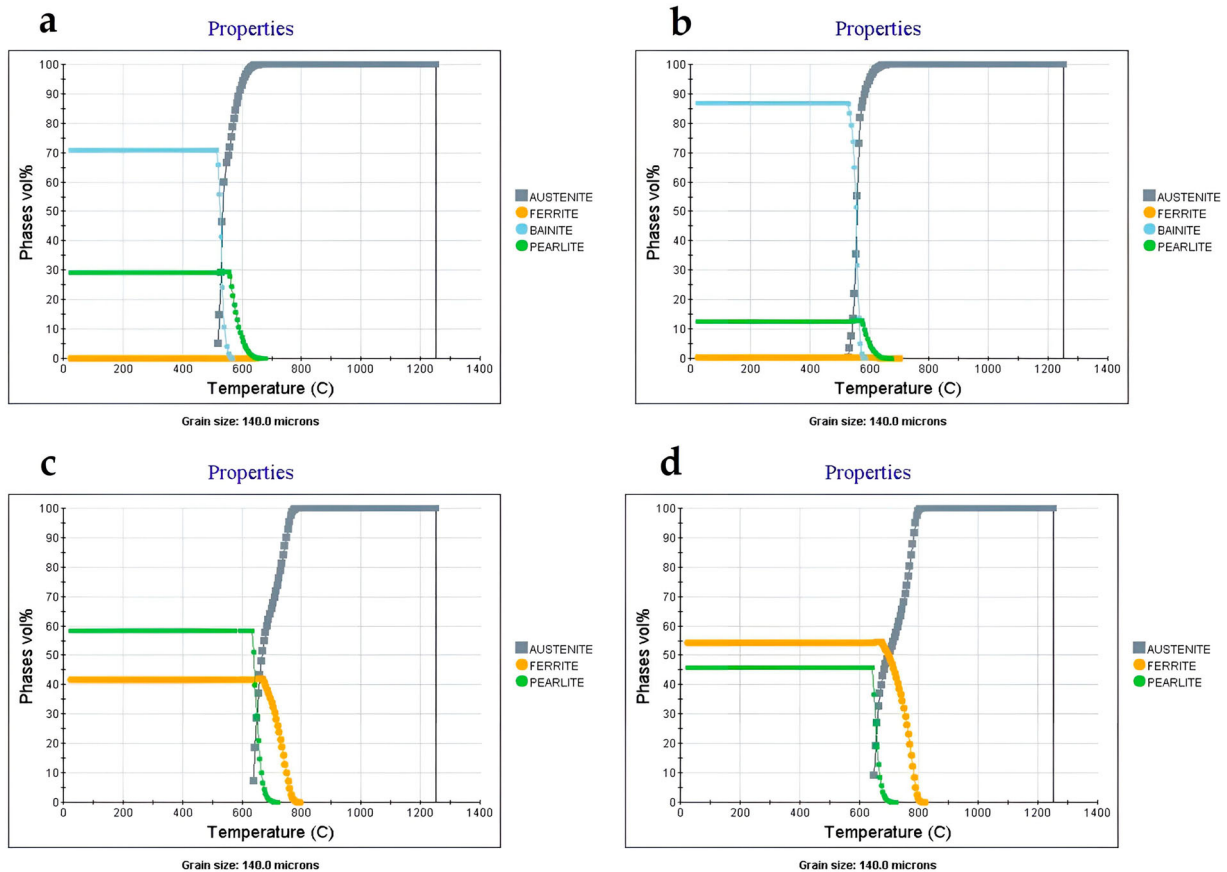 a
Properties
Phases vol%
100
90
80
70
60
50
40
30
20
10
0
0 200 400 600 800 1000 1200 1400
Temperature (C)
AUSTENITE
FERRITE
BAINITE
PEARLITE
Grain size: 140.0 microns
b
Properties
Phases vol%
100
90
80
70
60
50
40
30
20
10
0
0 200 400 600 800 1000 1200 1400
Temperature (C)
AUSTENITE
FERRITE
BAINITE
PEARLITE
Grain size: 140.0 microns
c
Properties
Phases vol%
100
90
80
70
60
50
40
30
20
10
0
0 200 400 600 800 1000 1200 1400
Temperature (C)
AUSTENITE
FERRITE
PEARLITE
Grain size: 140.0 microns
d
Properties
Phases vol%
100
90
80
70
60
50
40
30
20
10
0
0 200 400 600 800 1000 1200 1400
Temperature (C)
AUSTENITE
FERRITE
PEARLITE
Grain size: 140.0 microns